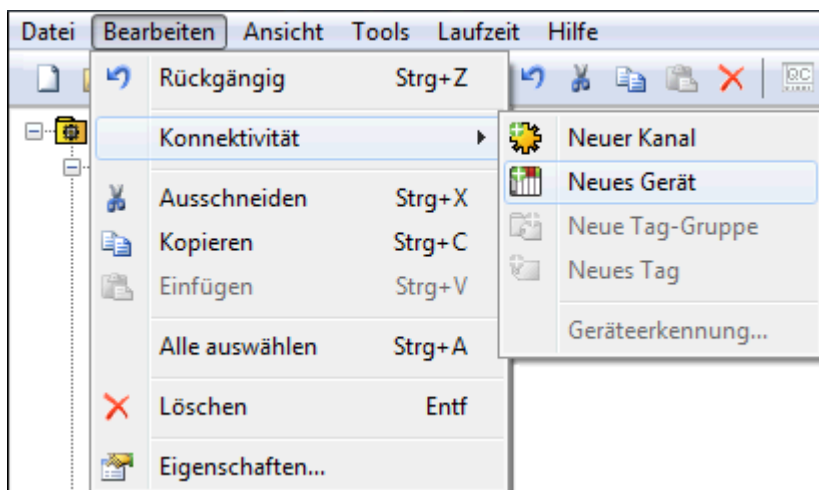 Datei Bearbeiten Ansicht Tools Laufzeit Hilfe
Rückgängig Strg+Z
QC
Konnektivität
Neuer Kanal
Neues Gerät
Neue Tag-Gruppe
Neues Tag
Geräteerkennung...
Ausschneiden Strg+X
Kopieren Strg+C
Einfügen Strg+V
Alle auswählen Strg+A
Löschen Entf
Eigenschaften...